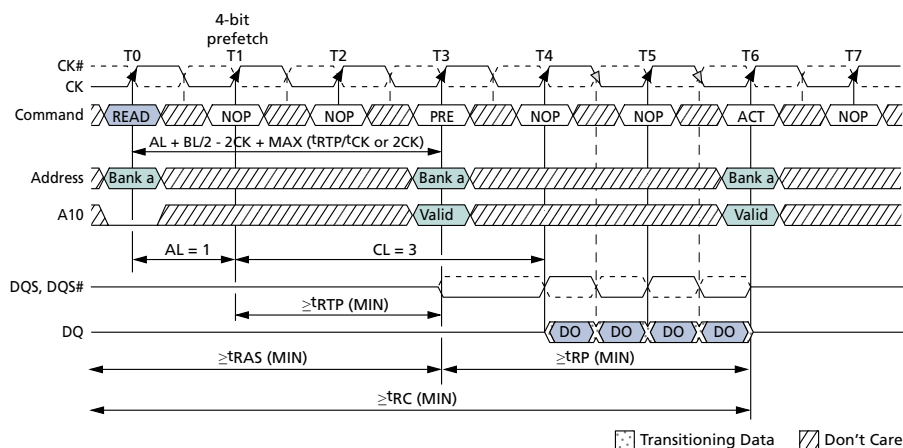 4-bit
prefetch
T0 T1 T2 T3 T4 T5 T6 T7
CK#
CK
Command READ NOP NOP PRE NOP NOP ACT NOP
AL + BL/2 - 2CK + MAX (tRTP/tCK or 2CK)
Address Bank a Bank a Bank a
A10 Valid Valid
AL = 1 CL = 3
DQS, DQS#
≥tRTP (MIN)
DQ DO DO DO DO
≥tRAS (MIN) ≥tRP (MIN)
≥tRC (MIN)
Transitioning Data Don't Care